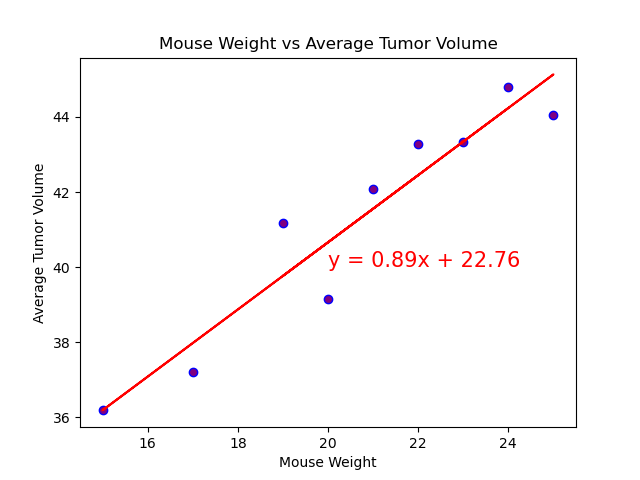 Mouse Weight vs Average Tumor Volume
Average Tumor Volume
44
42
40
38
36
y = 0.89x + 22.76
16 18 20 22 24
Mouse Weight